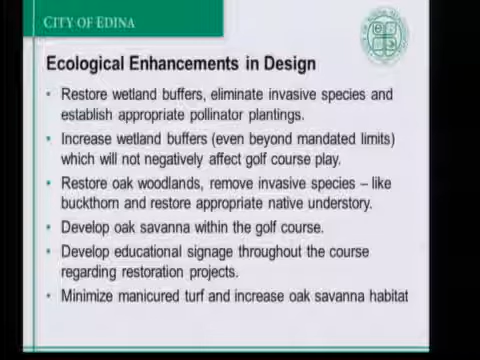 CITY OF EDINA
Ecological Enhancements in Design
• Restore wetland buffers, eliminate invasive species and
establish appropriate pollinator plantings.
• Increase wetland buffers (even beyond mandated limits)
which will not negatively affect golf course play.
• Restore oak woodlands, remove invasive species – like
buckthorn and restore appropriate native understory.
• Develop oak savanna within the golf course.
• Develop educational signage throughout the course
regarding restoration projects.
• Minimize manicured turf and increase oak savanna habitat